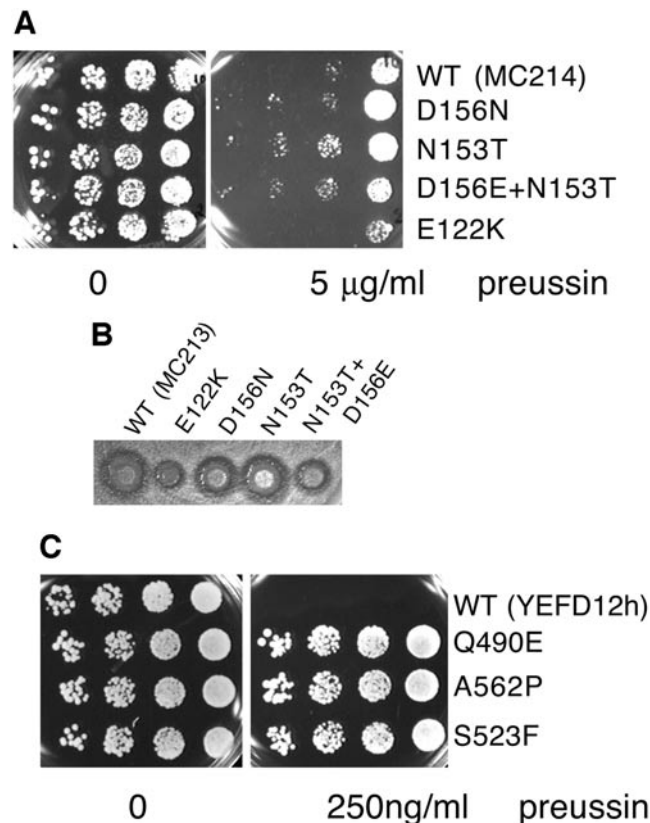 A
WT (MC214)
D156N
N153T
D156E+N153T
E122K
0 5 μg/ml preussin
B
WT (MC213)
E122K
D156N
N153T
N153T+
D156E
C
WT (YEFD12h)
Q490E
A562P
S523F
0 250ng/ml preussin